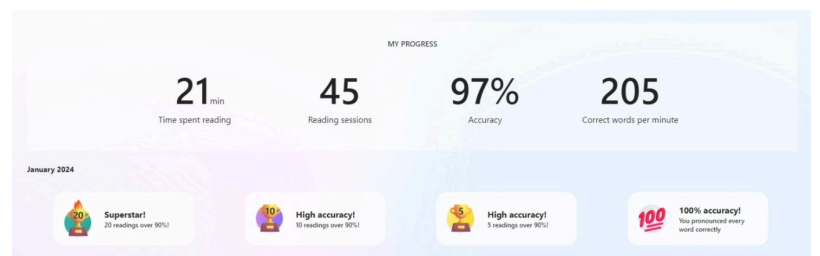 MY PROGRESS
21 min
Time spent reading
45
Reading sessions
97%
Accuracy
205
Correct words per minute
January 2024
20
Superstar!
20 readings over 90%!
10
High accuracy!
10 readings over 90%!
5
High accuracy!
5 readings over 90%!
100
100% accuracy!
You pronounced every
word correctly